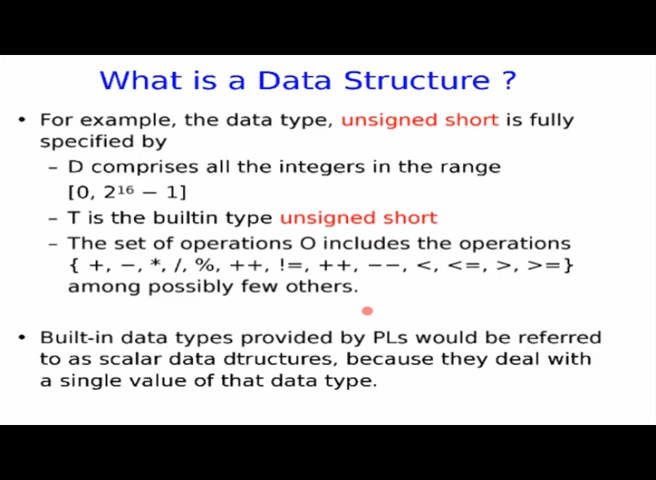 What is a Data Structure ?
• For example, the data type, unsigned short is fully
specified by
– D comprises all the integers in the range
[0, 2¹⁶ − 1]
– T is the builtin type unsigned short
– The set of operations O includes the operations
{ +, −, *, /, %, ++, !=, ++, −−, <, <=, >, >=}
among possibly few others.
• Built-in data types provided by PLs would be referred
to as scalar data dtructures, because they deal with
a single value of that data type.